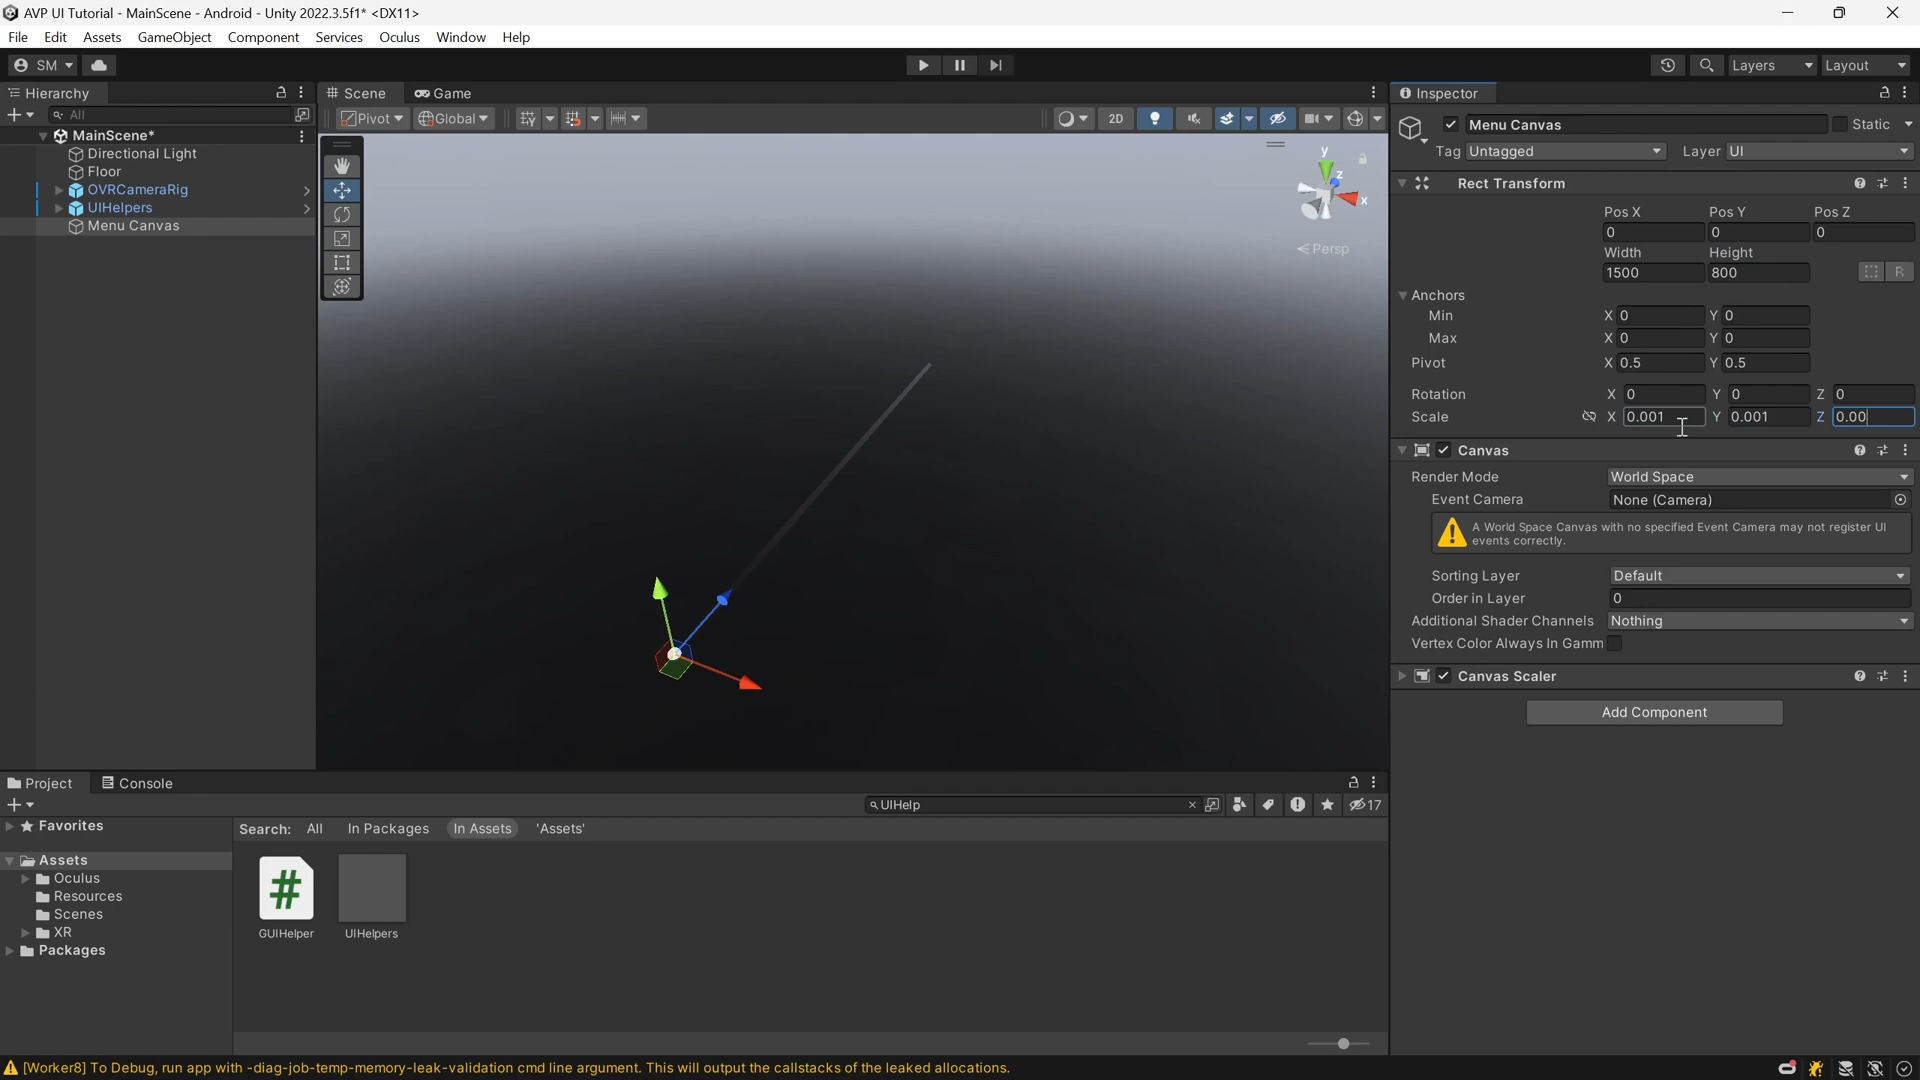 AVP UI Tutorial - MainScene - Android - Unity 2022.3.5f1* <DX11>
File Edit Assets GameObject Component Services Oculus Window Help
SM Layers Layout
Hierarchy
All
MainScene*
Directional Light
Floor
OVRCameraRig
UIHelpers
Menu Canvas
Scene Game
Pivot Global 2D
y
z
x
Persp
Inspector
Menu Canvas Static
Tag Untagged Layer UI
Rect Transform
Pos X Pos Y Pos Z
0 0 0
Width Height
1500 800 R
Anchors
Min X 0 Y 0
Max X 0 Y 0
Pivot X 0.5 Y 0.5
Rotation X 0 Y 0 Z 0
Scale X 0.001 Y 0.001 Z 0.00
Canvas
Render Mode World Space
Event Camera None (Camera)
A World Space Canvas with no specified Event Camera may not register UI
events correctly.
Sorting Layer Default
Order in Layer 0
Additional Shader Channels Nothing
Vertex Color Always In Gamm
Canvas Scaler
Add Component
Project Console
UIHelp 17
Favorites
Assets
Oculus
Resources
Scenes
XR
Packages
Search: All In Packages In Assets 'Assets'
#
GUIHelper UIHelpers
[Worker8] To Debug, run app with -diag-job-temp-memory-leak-validation cmd line argument. This will output the callstacks of the leaked allocations.